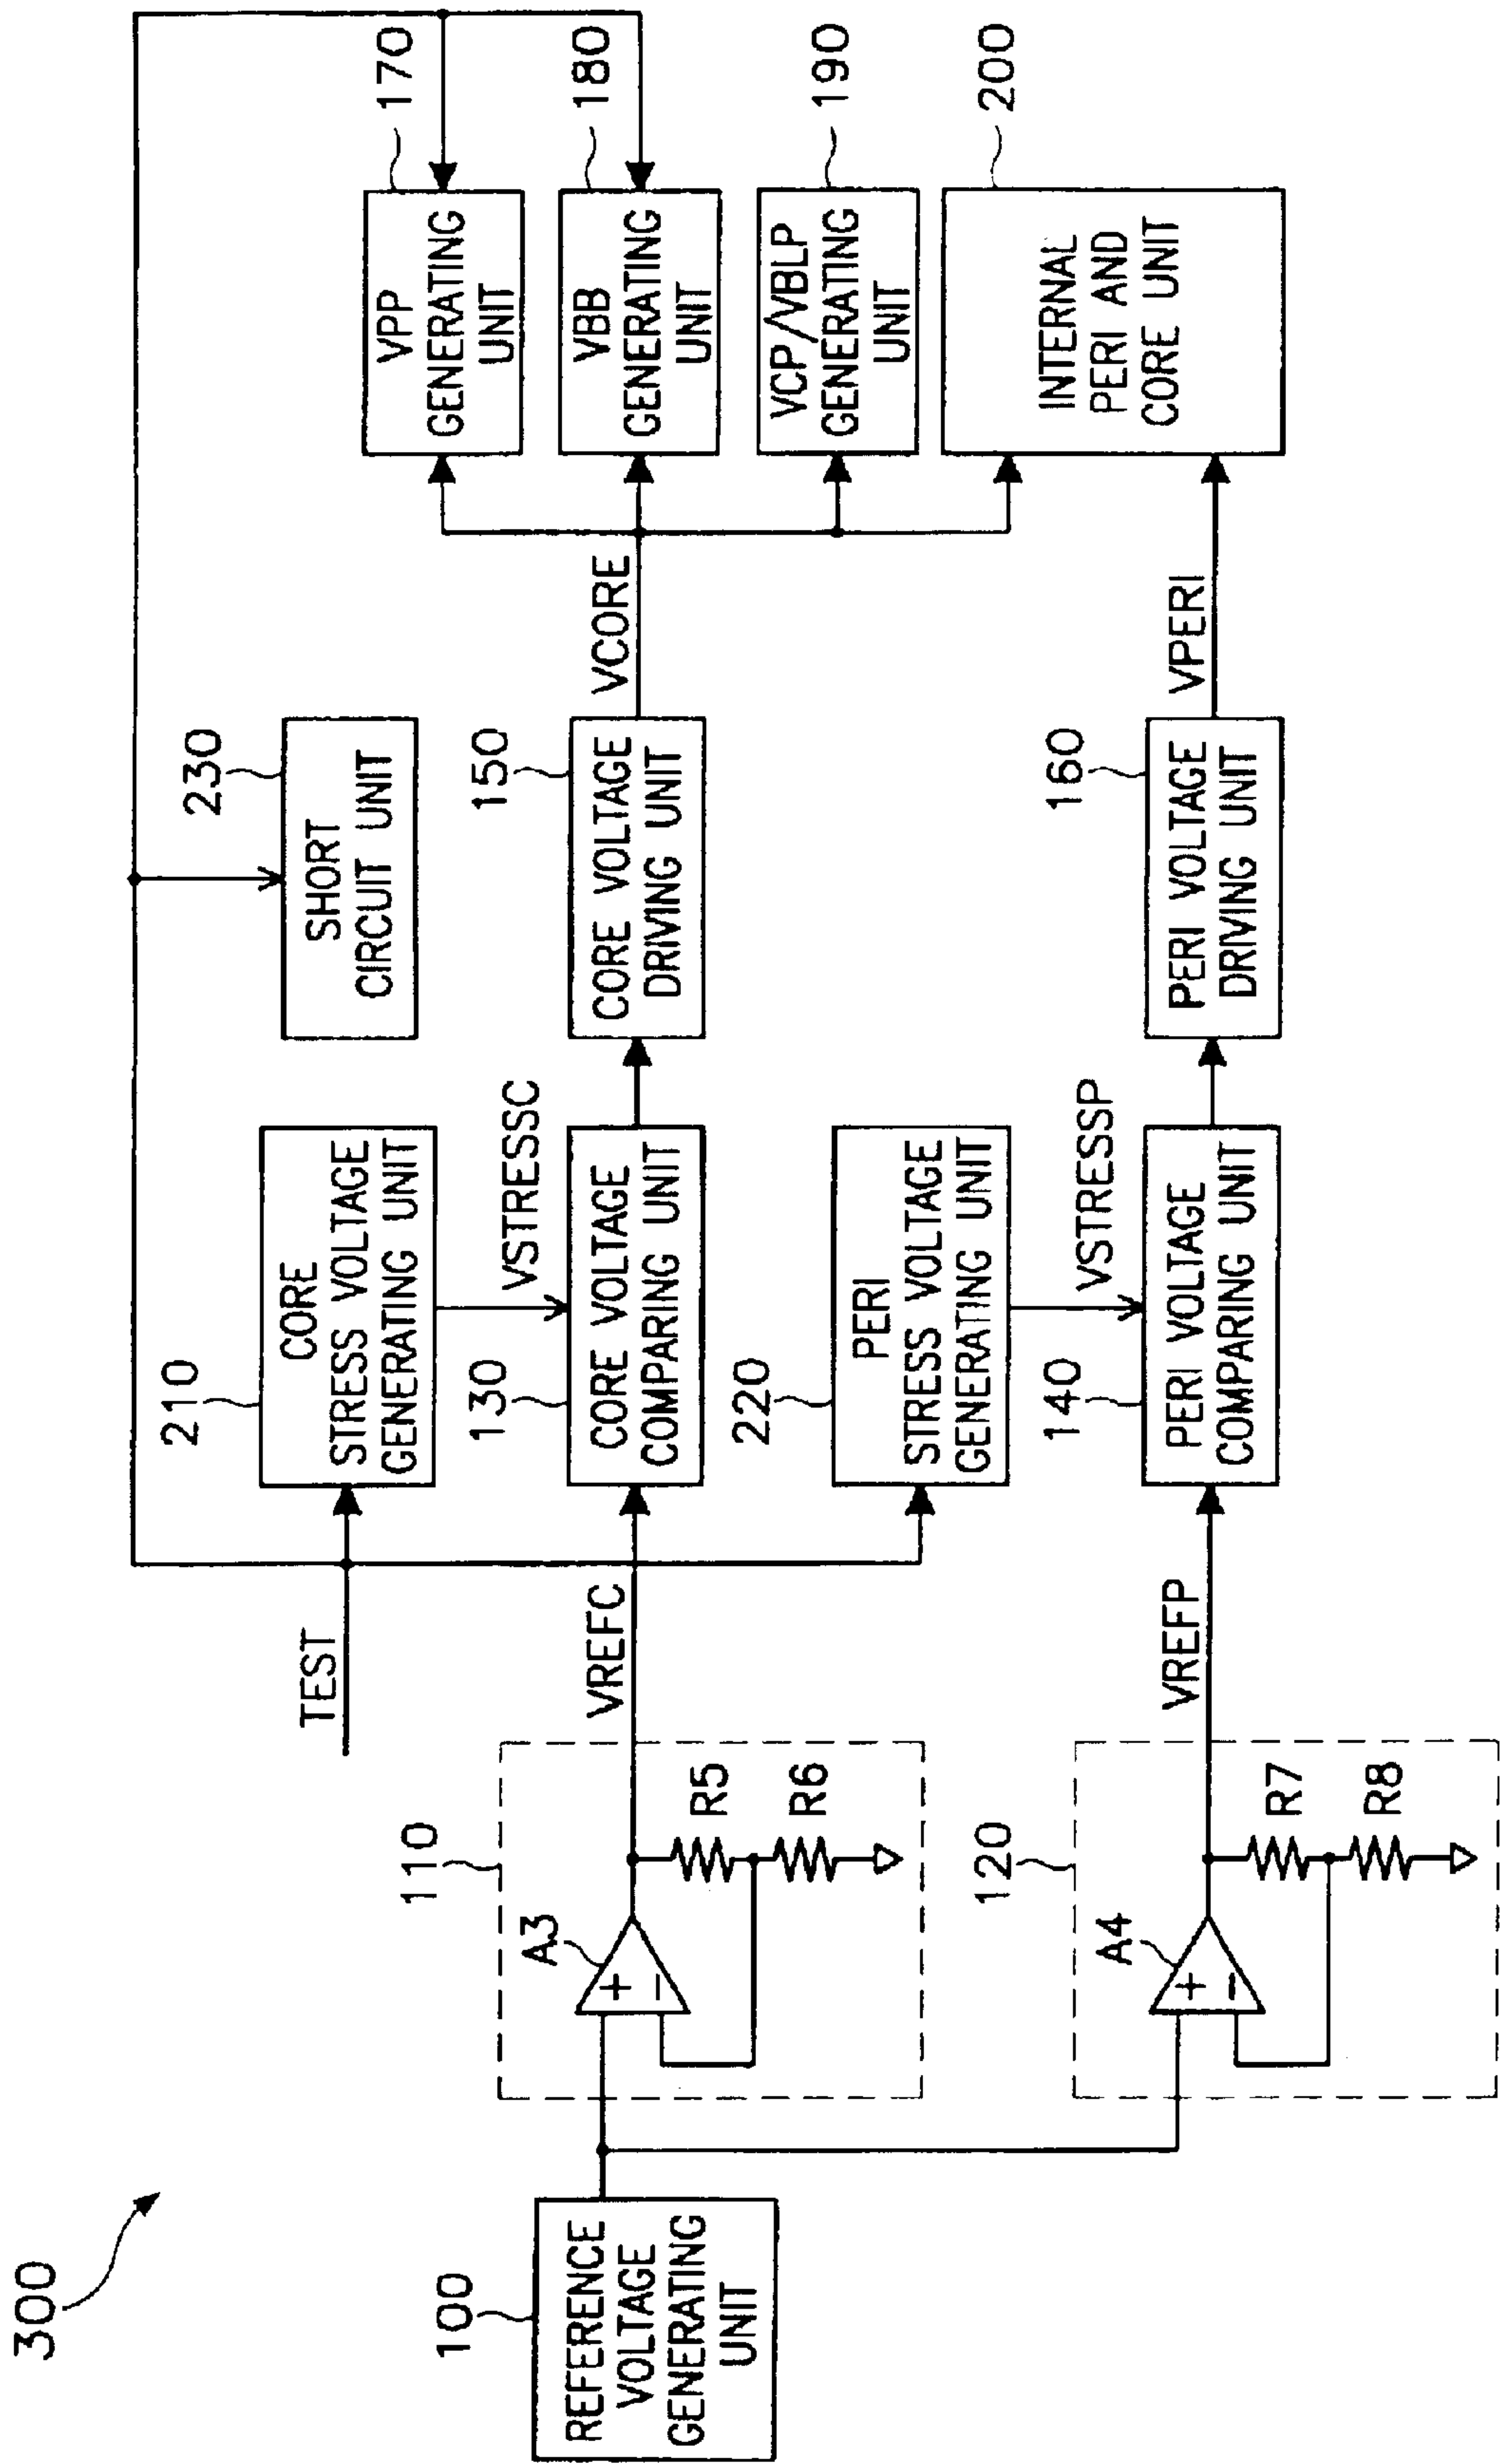 300
100
REFERENCE
VOLTAGE
GENERATING
UNIT
110
A3
+
−
R5
R6
VREFC
120
A4
+
−
R7
R8
VREFP
TEST
210
CORE
STRESS VOLTAGE
GENERATING UNIT
VSTRESSC
130
CORE VOLTAGE
COMPARING UNIT
220
PERI
STRESS VOLTAGE
GENERATING UNIT
VSTRESSP
140
PERI VOLTAGE
COMPARING UNIT
230
SHORT
CIRCUIT UNIT
150
CORE VOLTAGE
DRIVING UNIT
VCORE
160
PERI VOLTAGE
DRIVING UNIT
VPERI
VPP
GENERATING
UNIT
170
VBB
GENERATING
UNIT
180
VCP/VBLP
GENERATING
UNIT
190
INTERNAL
PERI AND
CORE UNIT
200